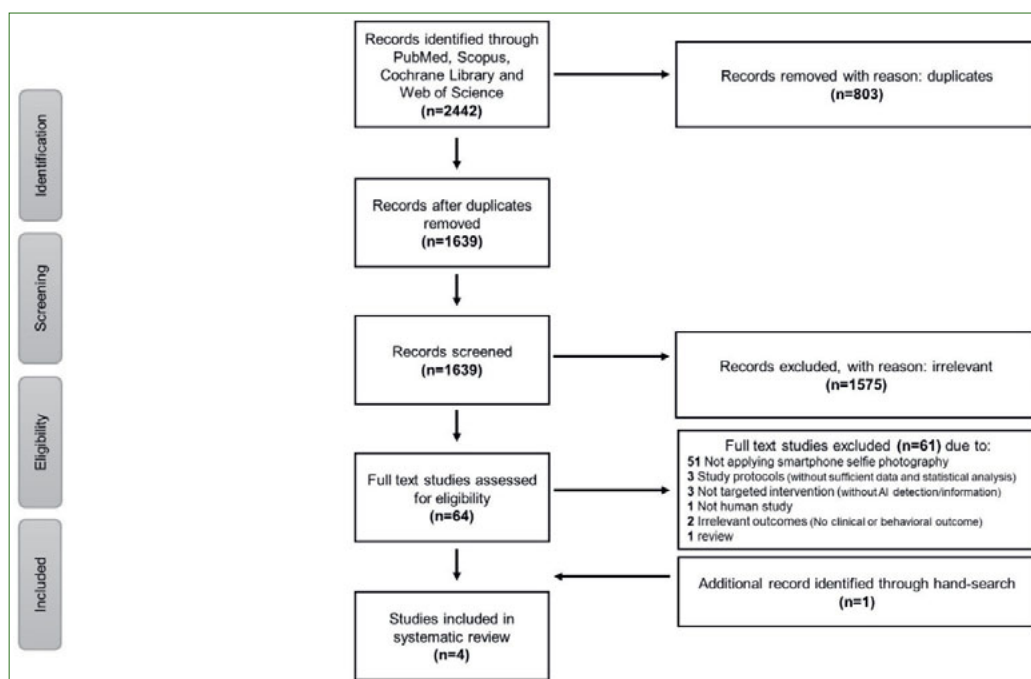 Records identified through
PubMed, Scopus,
Cochrane Library and
Web of Science
(n=2442)
Records removed with reason: duplicates
(n=803)
Identification
Records after duplicates
removed
(n=1639)
Screening
Records screened
(n=1639)
Records excluded, with reason: irrelevant
(n=1575)
Eligibility
Full text studies assessed
for eligibility
(n=64)
Full text studies excluded (n=61) due to:
51 Not applying smartphone selfie photography
3 Study protocols (without sufficient data and statistical analysis)
3 Not targeted intervention (without AI detection/information)
1 Not human study
2 Irrelevant outcomes (No clinical or behavioral outcome)
1 review
Included
Additional record identified through hand-search
(n=1)
Studies included in
systematic review
(n=4)